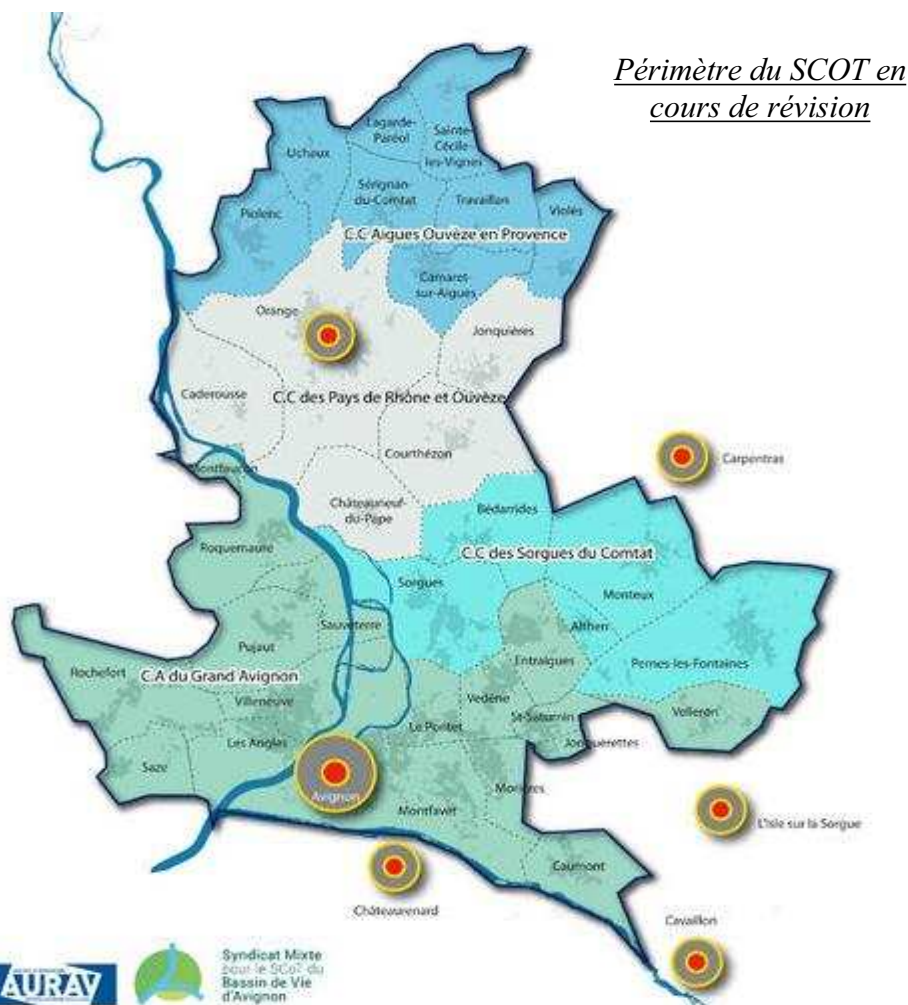 Périmètre du SCOT en
cours de révision
Lagarde-
Paréol
Sainte-
Cécile
les-Vignes
Uchaux
Sérignan-
du-Comtat
Travaillan
Violès
Piolenc
C.C Aigues Ouvèze en Provence
Camaret-
sur-Aigues
Orange
Jonquières
Caderousse
C.C des Pays de Rhône et Ouvèze
Courthézon
Carpentras
Montfaucon
Châteauneuf-
du-Pape
Bédarrides
Roquemaure
C.C des Sorgues du Comtat
Sorgues
Monteux
Sauveterre
Althen
Pujaut
Entraigues
Pernes-les-Fontaines
Rochefort
C.A du Grand Avignon
Villeneuve
Vedène
Velleron
Le Pontet
St-Saturnin
Les Angles
Jonquerettes
Saze
Avignon
Morières
Montfavet
L'Isle sur la Sorgue
Caumont
Châteaurenard
Cavaillon
AURAV
Syndicat Mixte
pour le SCoT du
Bassin de Vie
d'Avignon